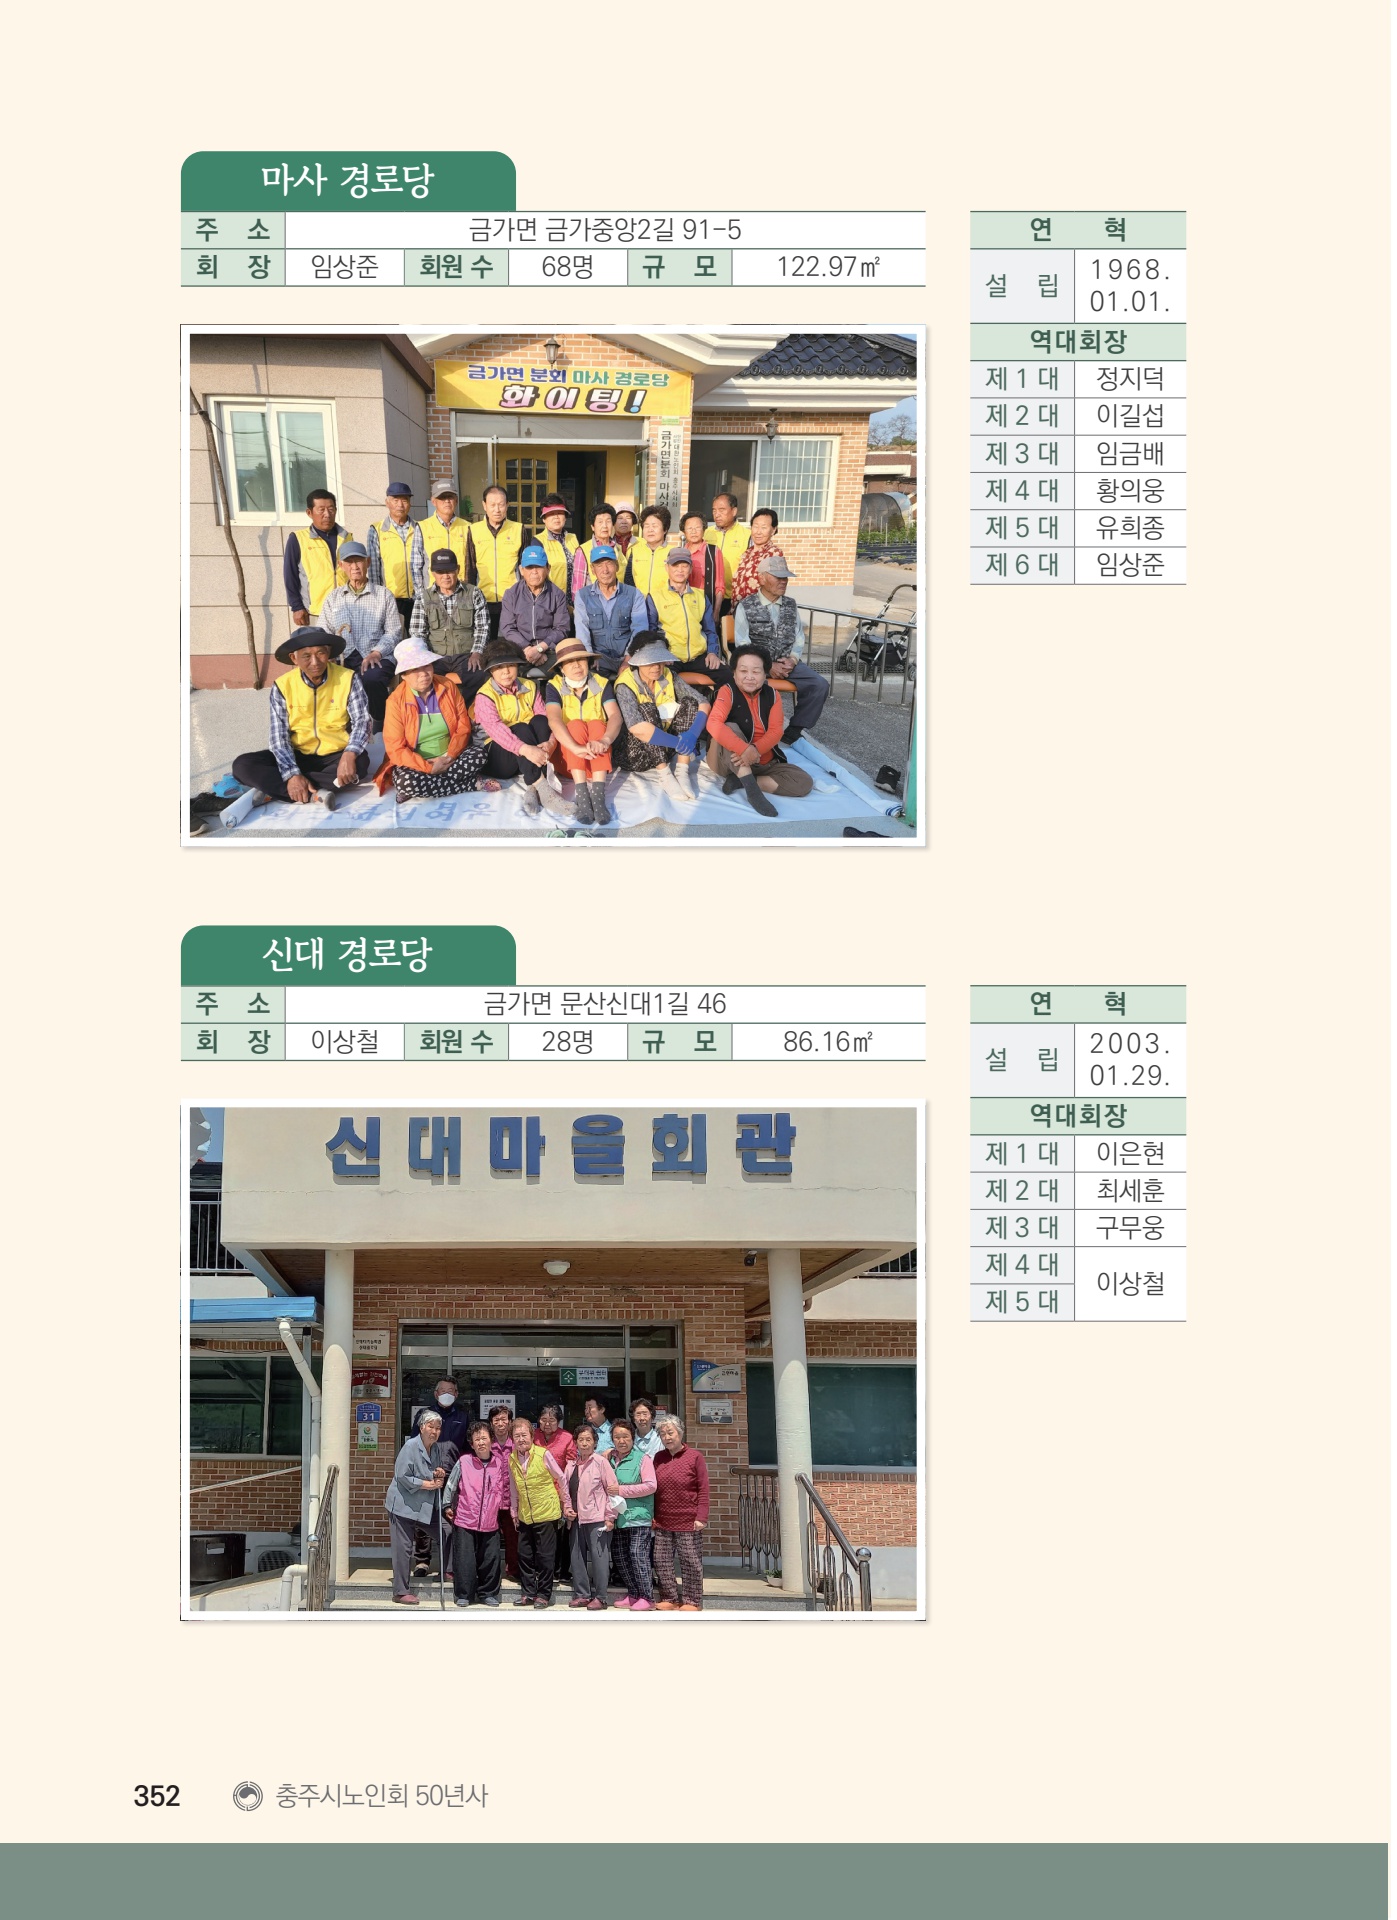 마사 경로당
주 소 금가면 금가중앙2길 91-5
회 장 임상준 회원 수 68명 규 모 122.97㎡
연 혁
설 립 1968. 01.01.
역대회장
제 1 대 정지덕
제 2 대 이길섭
제 3 대 임금배
제 4 대 황의웅
제 5 대 유희종
제 6 대 임상준
금가면 분회 마사 경로당
화이팅!
금가면분회 마사
신대 경로당
주 소 금가면 문산신대1길 46
회 장 이상철 회원 수 28명 규 모 86.16㎡
연 혁
설 립 2003. 01.29.
역대회장
제 1 대 이은현
제 2 대 최세훈
제 3 대 구무웅
제 4 대 이상철
제 5 대
신대마을회관
31
352 충주시노인회 50년사